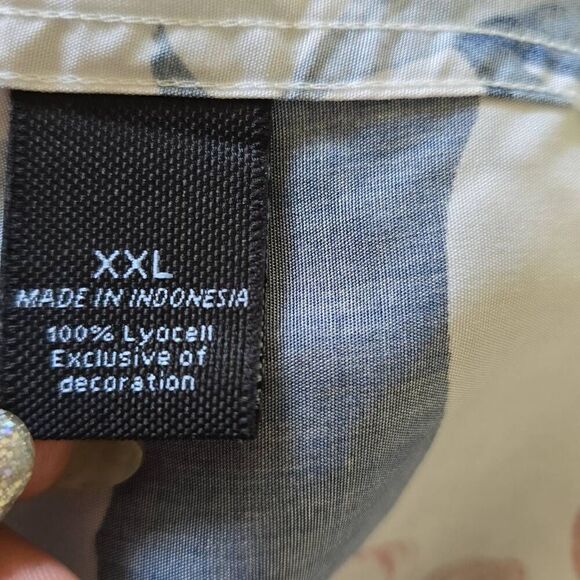 XXL
MADE IN INDONESIA
100% Lyocell
Exclusive of
decoration